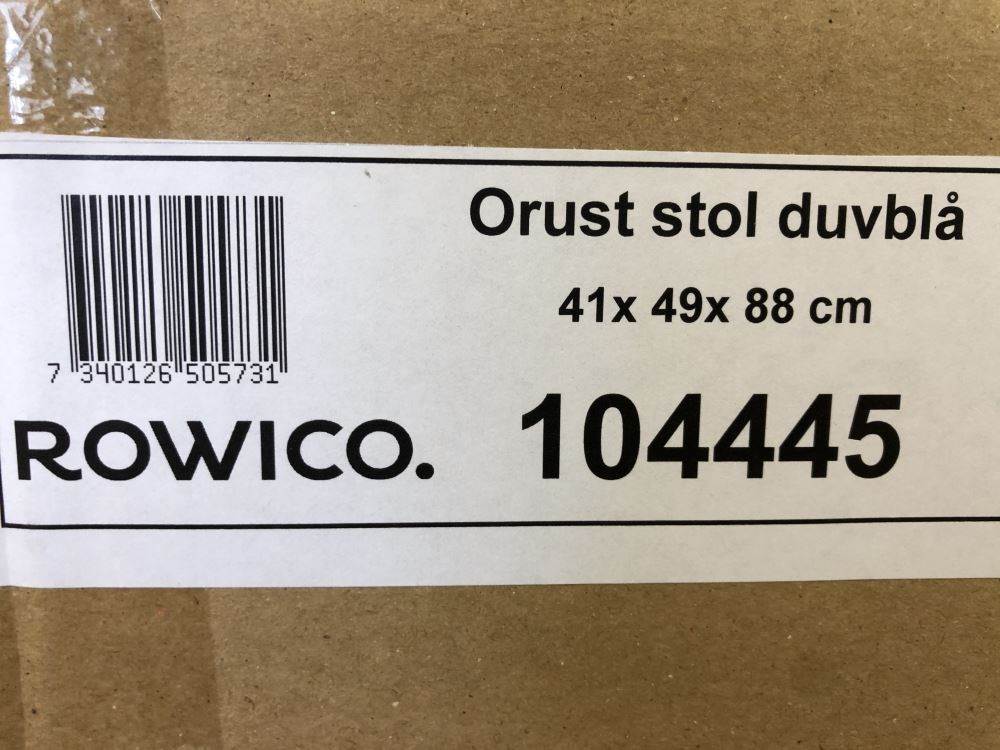 Orust stol duvblå
41x 49x 88 cm
7 340126 505731
ROWICO. 104445